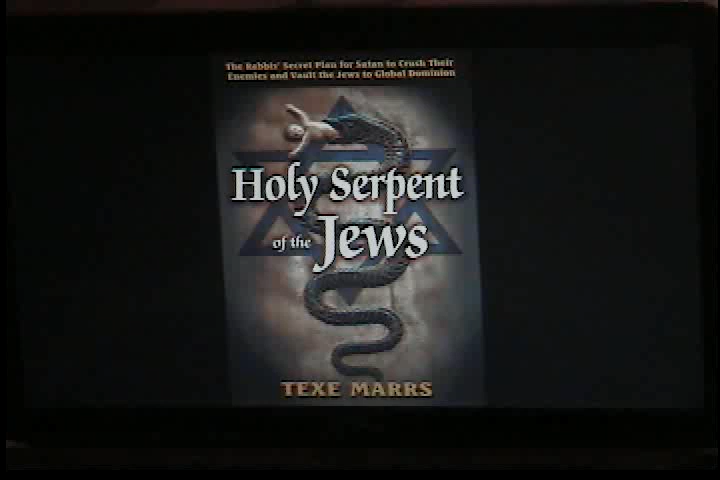 The Rabbis' Secret Plan for Satan to Crush Their
Enemies and Vault the Jews to Global Dominion
Holy Serpent
of the Jews
TEXE MARRS